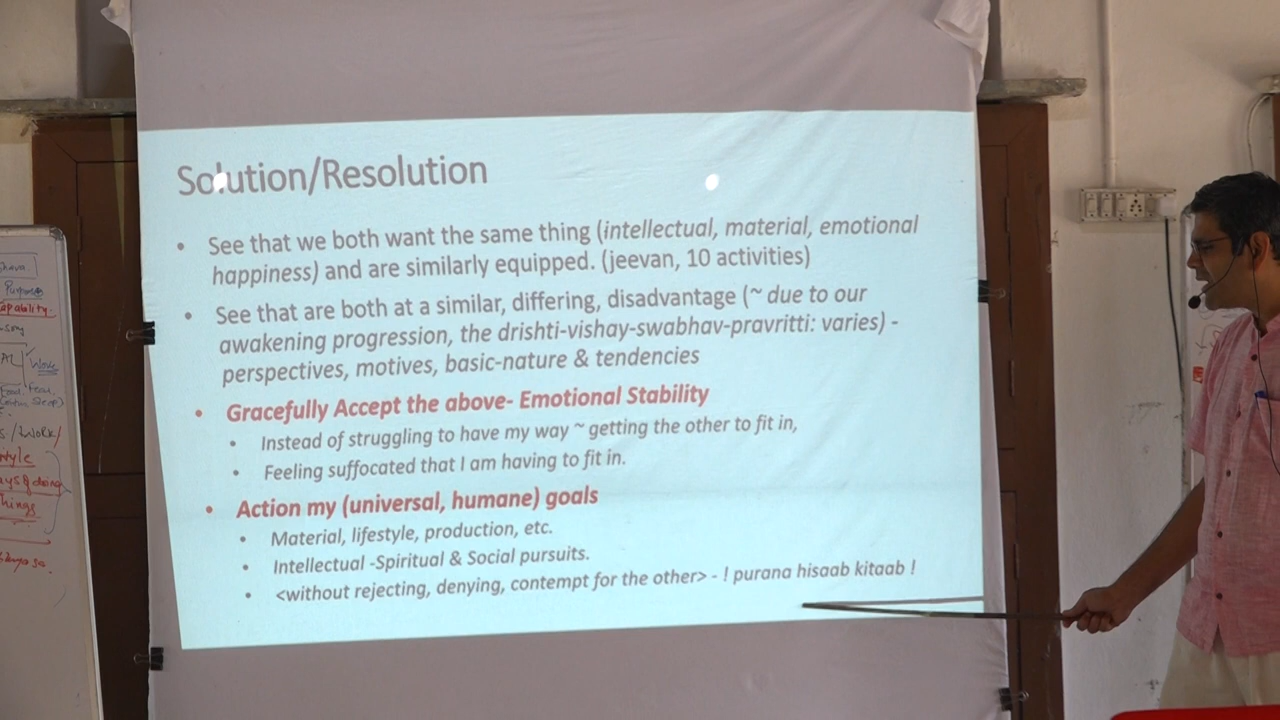 Solution/Resolution
• See that we both want the same thing (intellectual, material, emotional
happiness) and are similarly equipped. (jeevan, 10 activities)
• See that are both at a similar, differing, disadvantage (~ due to our
awakening progression, the drishti-vishay-swabhav-pravritti: varies) -
perspectives, motives, basic-nature & tendencies
• Gracefully Accept the above- Emotional Stability
• Instead of struggling to have my way ~ getting the other to fit in,
• Feeling suffocated that I am having to fit in.
• Action my (universal, humane) goals
• Material, lifestyle, production, etc.
• Intellectual -Spiritual & Social pursuits.
• <without rejecting, denying, contempt for the other> - ! purana hisaab kitaab !
Work
/Work/
Things